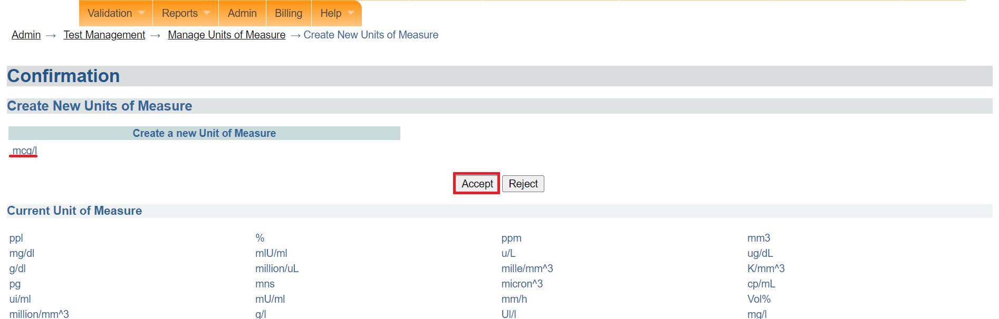 Validation Reports Admin Billing Help
Admin → Test Management → Manage Units of Measure → Create New Units of Measure
Confirmation
Create New Units of Measure
Create a new Unit of Measure
mcg/l
Accept Reject
Current Unit of Measure
ppl % ppm mm3
mg/dl mlU/ml u/L ug/dL
g/dl million/uL mille/mm^3 K/mm^3
pg mns micron^3 cp/mL
ui/ml mU/ml mm/h Vol%
million/mm^3 g/l UI/l mg/l